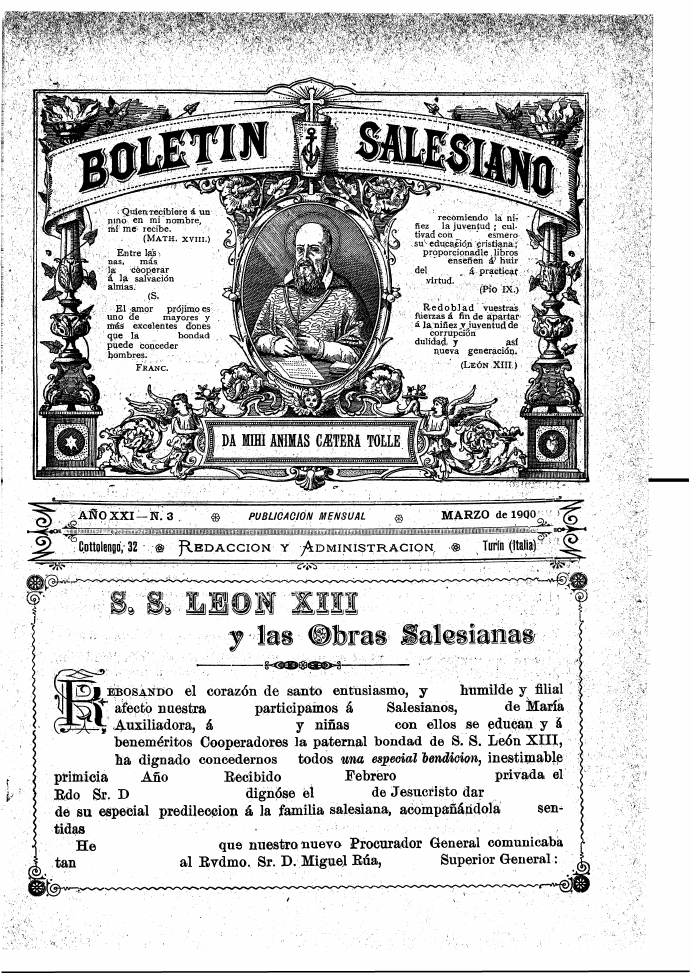 BOLETIN SALESIANO
Quien recibiere á un
niño en mi nombre,
mí me recibe.
(MATH. XVIII.)
Entre las
nas, más
la cooperar
á la salvación
almas.
(S.
El amor prójimo es
uno de mayores y
más excelentes dones
que la bondad
puede conceder
hombres.
FRANC.
recomiendo la ni-
ñez la juventud; cul-
tivad con esmero
su educación cristiana;
proporcionadle libros
enseñen á huir
del á practicar
virtud.
(Pío IX.)
Redoblad vuestras
fuerzas á fin de apartar
á la niñez y juventud de
corrupción
dulidad y así
nueva generación.
(LEÓN XIII.)
DA MIHI ANIMAS CÆTERA TOLLE
AÑO XXI — N. 3 PUBLICACIÓN MENSUAL MARZO de 1900
Cottolengo, 32 REDACCION Y ADMINISTRACION Turín (Italia)
S. S. LEON XIII
y las Obras Salesianas
REBOSANDO el corazón de santo entusiasmo, y humilde y filial
afecto nuestra participamos á Salesianos, de María
Auxiliadora, á y niñas con ellos se educan y á
beneméritos Cooperadores la paternal bondad de S. S. León XIII,
ha dignado concedernos todos una especial bendicion, inestimable
primicia Año Recibido Febrero privada el
Rdo Sr. D dignóse el de Jesucristo dar
de su especial predileccion á la familia salesiana, acompañándola sen-
tidas
He que nuestro nuevo Procurador General comunicaba
tan al Rvdmo. Sr. D. Miguel Rúa, Superior General: